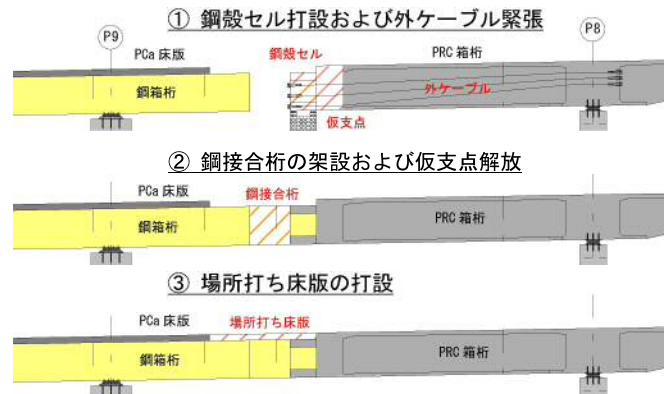 ① 鋼殻セル打設および外ケーブル緊張
P9
P8
PCa 床版
鋼殻セル
PRC 箱桁
鋼箱桁
外ケーブル
仮支点
② 鋼接合桁の架設および仮支点解放
PCa 床版
鋼接合桁
鋼箱桁
PRC 箱桁
③ 場所打ち床版の打設
PCa 床版
場所打ち床版
鋼箱桁
PRC 箱桁